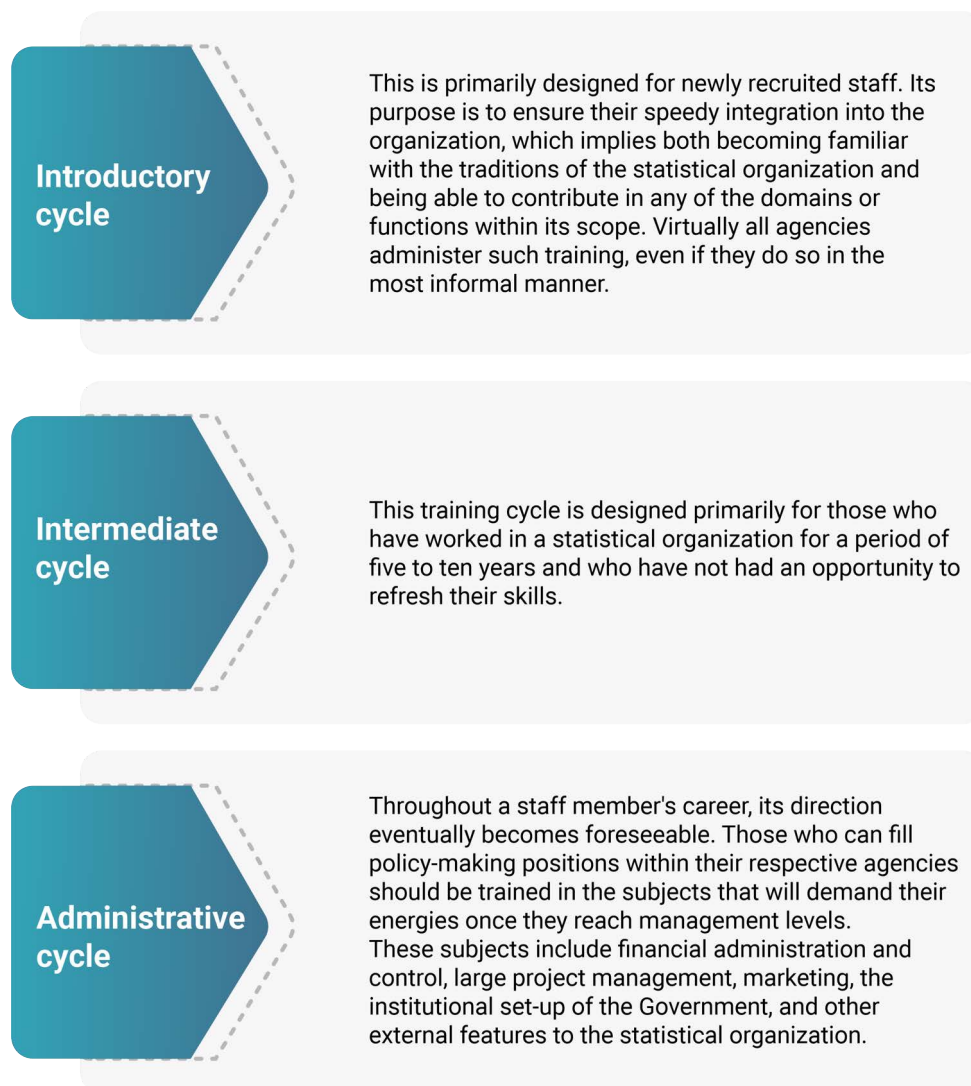 Introductory
cycle
This is primarily designed for newly recruited staff. Its
purpose is to ensure their speedy integration into the
organization, which implies both becoming familiar
with the traditions of the statistical organization and
being able to contribute in any of the domains or
functions within its scope. Virtually all agencies
administer such training, even if they do so in the
most informal manner.
Intermediate
cycle
This training cycle is designed primarily for those who
have worked in a statistical organization for a period of
five to ten years and who have not had an opportunity to
refresh their skills.
Administrative
cycle
Throughout a staff member's career, its direction
eventually becomes foreseeable. Those who can fill
policy-making positions within their respective agencies
should be trained in the subjects that will demand their
energies once they reach management levels.
These subjects include financial administration and
control, large project management, marketing, the
institutional set-up of the Government, and other
external features to the statistical organization.